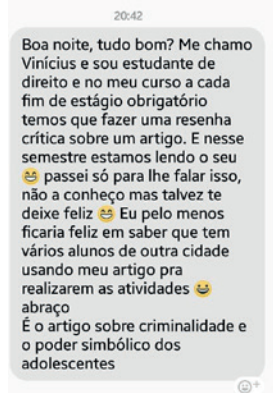 20:42
Boa noite, tudo bom? Me chamo
Vinícius e sou estudante de
direito e no meu curso a cada
fim de estágio obrigatório
temos que fazer uma resenha
crítica sobre um artigo. E nesse
semestre estamos lendo o seu
😁 passei só para lhe falar isso,
não a conheço mas talvez te
deixe feliz 😁 Eu pelo menos
ficaria feliz em saber que tem
vários alunos de outra cidade
usando meu artigo pra
realizarem as atividades 😀
abraço
É o artigo sobre criminalidade e
o poder simbólico dos
adolescentes